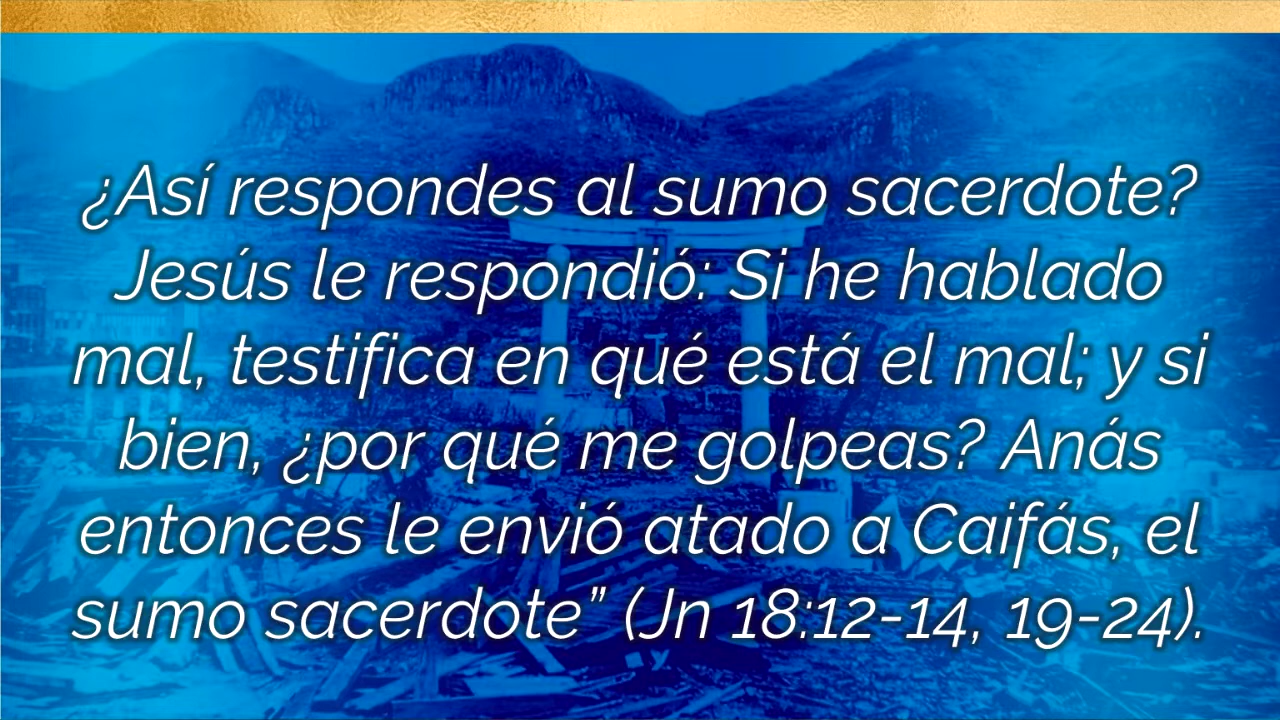 ¿Así respondes al sumo sacerdote?
Jesús le respondió: Si he hablado
mal, testifica en qué está el mal; y si
bien, ¿por qué me golpeas? Anás
entonces le envió atado a Caifás, el
sumo sacerdote” (Jn 18:12-14, 19-24).